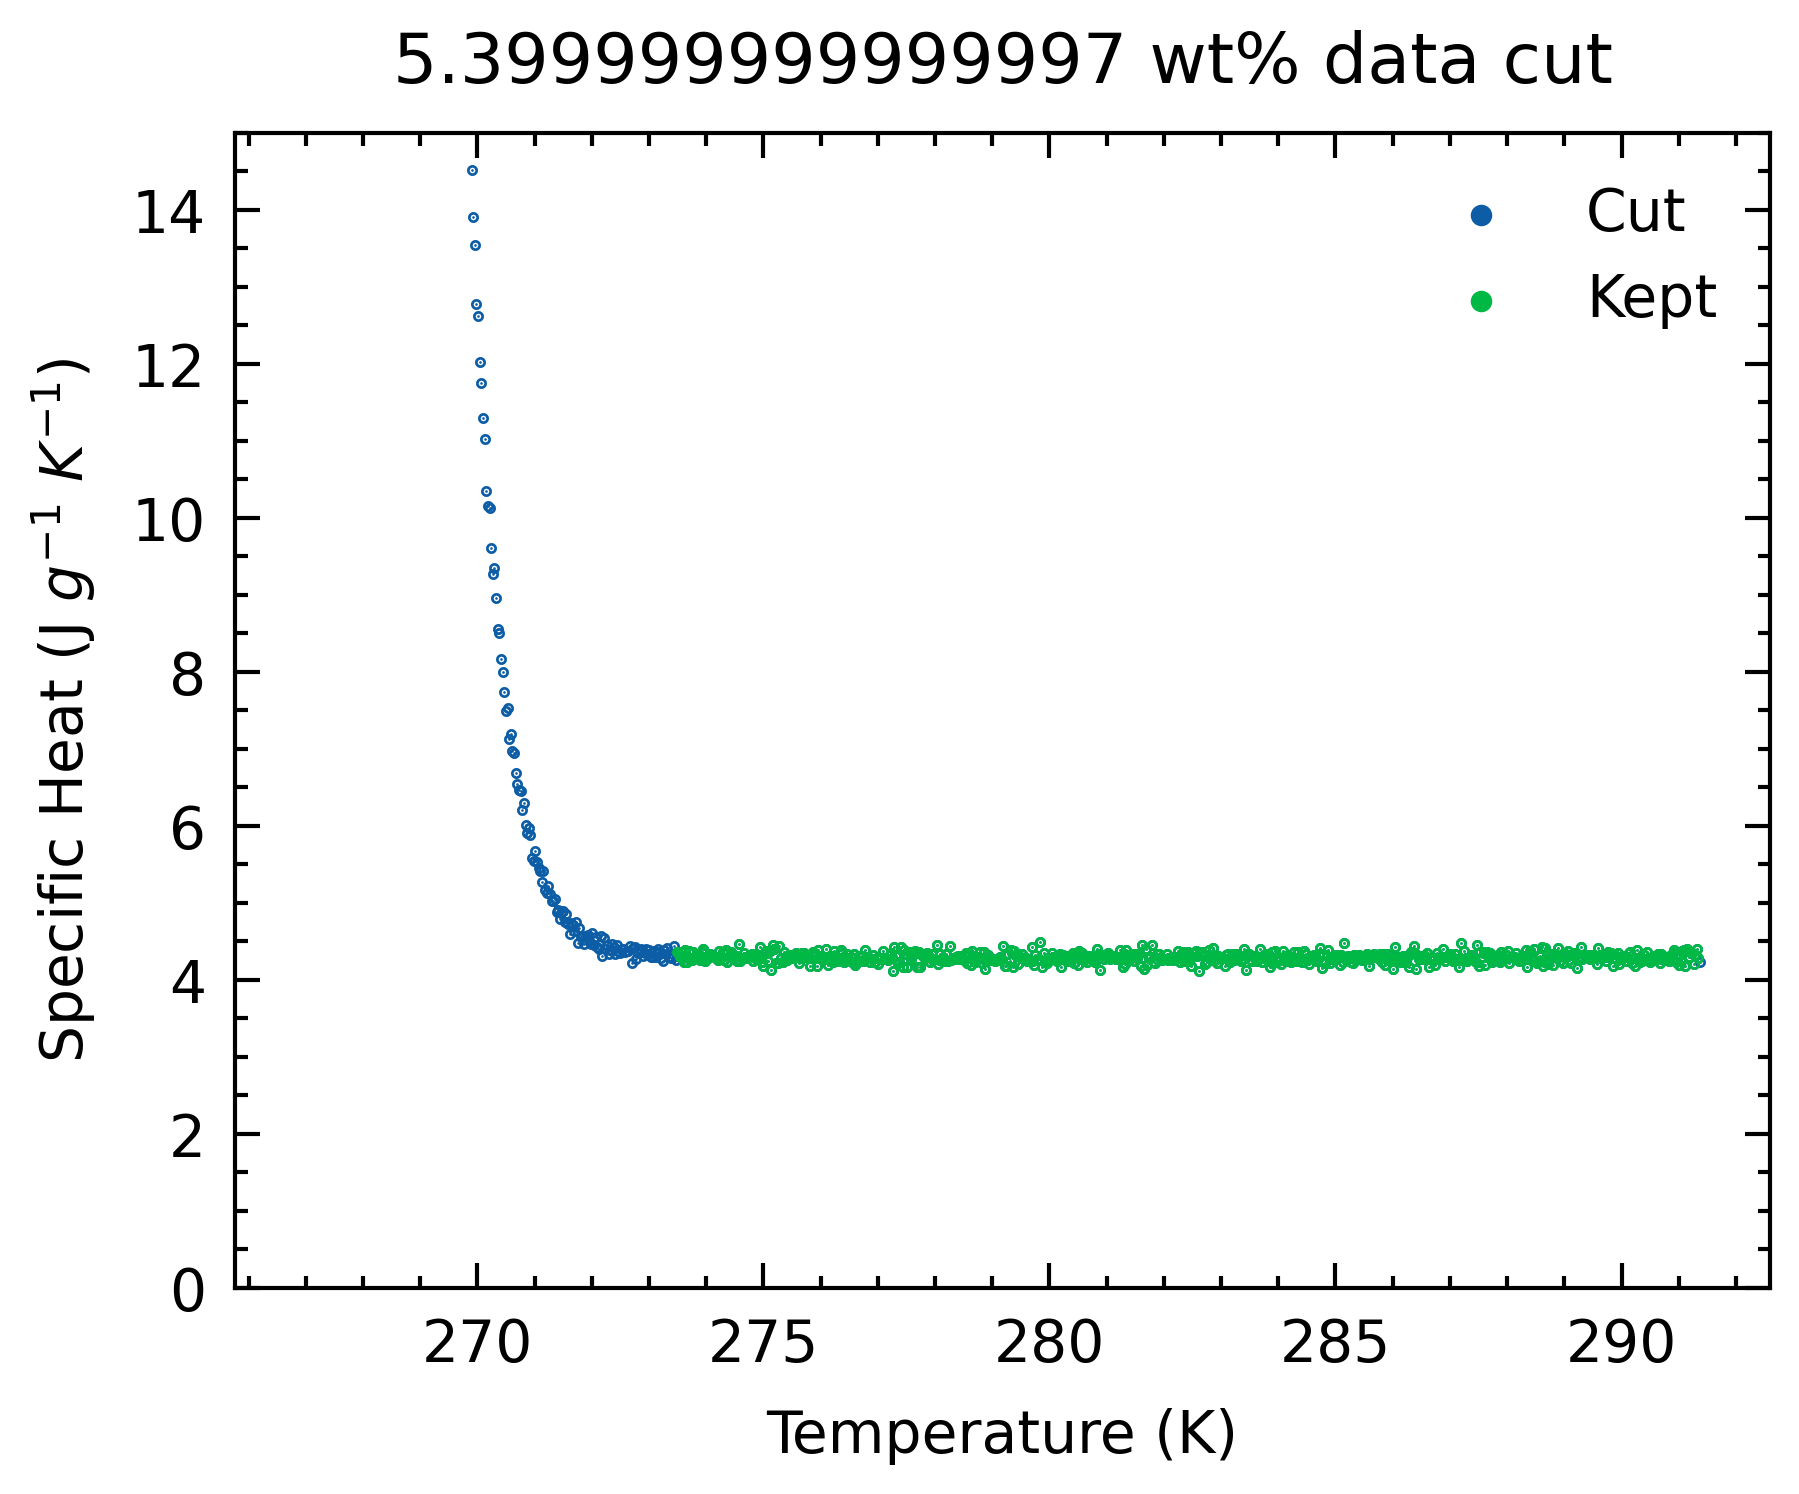 5.399999999999997 wt% data cut
Cut
Kept
14
12
10
8
6
4
2
0
Specific Heat (J g⁻¹ K⁻¹)
270 275 280 285 290
Temperature (K)